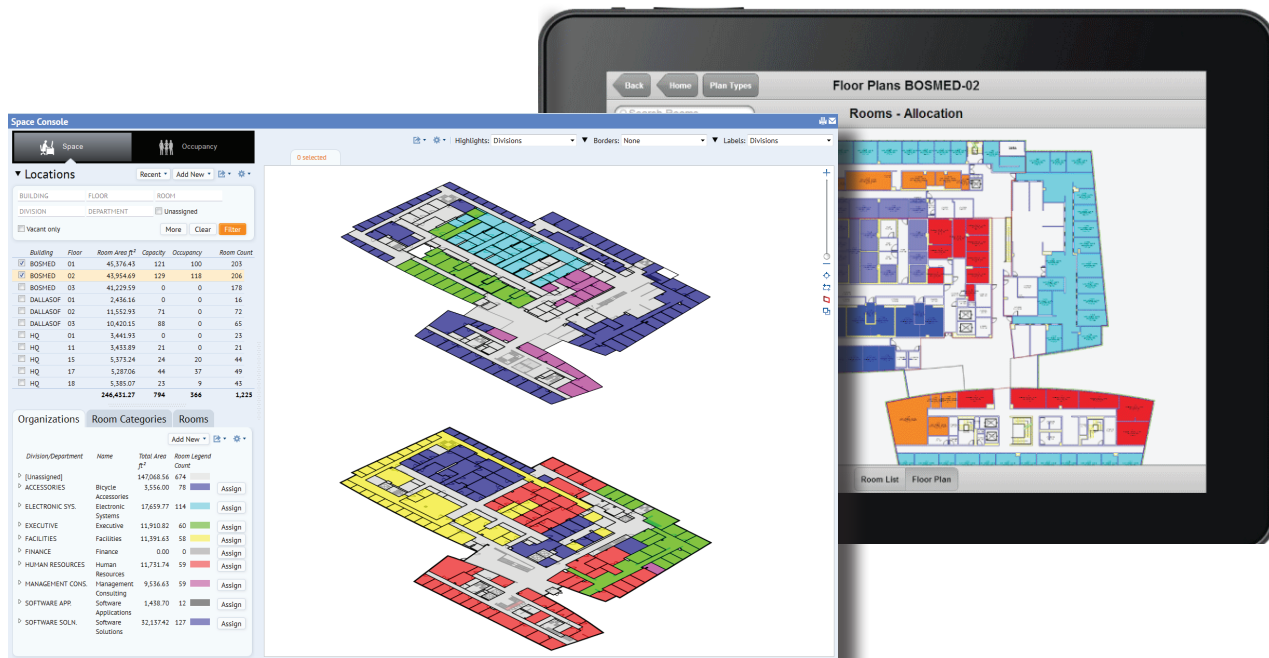 Back Home Plan Types Floor Plans BOSMED-02
Search Rooms
Rooms - Allocation
Room List Floor Plan
Space Console
Space Occupancy
Highlights: Divisions Borders: None Labels: Divisions
0 selected
Locations Recent Add New
BUILDING FLOOR ROOM
DIVISION DEPARTMENT Unassigned
Vacant only More Clear Filter
Building Floor Room Area ft² Capacity Occupancy Room Count
BOSMED 01 45,376.43 121 100 203
BOSMED 02 43,954.69 129 118 206
BOSMED 03 41,229.59 0 0 178
DALLASOF 01 2,436.16 0 0 16
DALLASOF 02 11,552.93 71 0 72
DALLASOF 03 10,420.15 88 0 65
HQ 01 3,441.93 0 0 23
HQ 11 3,433.89 21 0 21
HQ 15 5,373.24 24 20 44
HQ 17 5,287.06 44 37 49
HQ 18 5,385.07 23 9 43
246,431.27 794 366 1,225
Organizations Room Categories Rooms
Add New
Division/Department Name Total Area Room Legend
ft² Count
[Unassigned] 147,068.56 674
ACCESSORIES Bicycle 3,556.00 78 Assign
Accessories
ELECTRONIC SYS. Electronic 17,659.77 114 Assign
Systems
EXECUTIVE Executive 11,910.82 60 Assign
FACILITIES Facilities 11,391.63 58 Assign
FINANCE Finance 0.00 0 Assign
HUMAN RESOURCES Human 11,731.74 59 Assign
Resources
MANAGEMENT CONS. Management 9,536.63 59 Assign
Consulting
SOFTWARE APP. Software 1,438.70 12 Assign
Applications
SOFTWARE SOLN. Software 32,137.42 127 Assign
Solutions